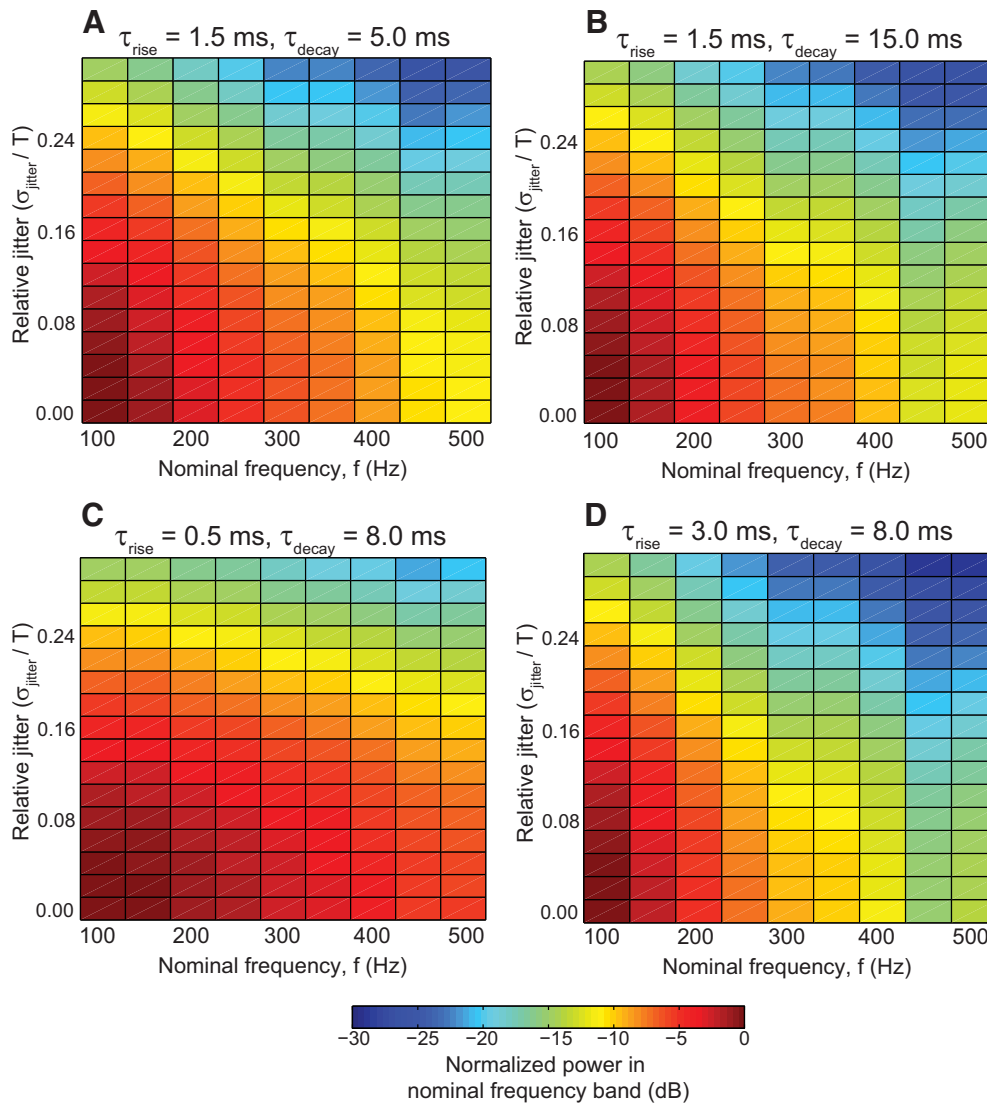 A
τrise = 1.5 ms, τdecay = 5.0 ms
Relative jitter (σjitter / T)
0.24
0.16
0.08
0.00
100 200 300 400 500
Nominal frequency, f (Hz)
B
τrise = 1.5 ms, τdecay = 15.0 ms
Relative jitter (σjitter / T)
0.24
0.16
0.08
0.00
100 200 300 400 500
Nominal frequency, f (Hz)
C
τrise = 0.5 ms, τdecay = 8.0 ms
Relative jitter (σjitter / T)
0.24
0.16
0.08
0.00
100 200 300 400 500
Nominal frequency, f (Hz)
D
τrise = 3.0 ms, τdecay = 8.0 ms
Relative jitter (σjitter / T)
0.24
0.16
0.08
0.00
100 200 300 400 500
Nominal frequency, f (Hz)
−30 −25 −20 −15 −10 −5 0
Normalized power in
nominal frequency band (dB)